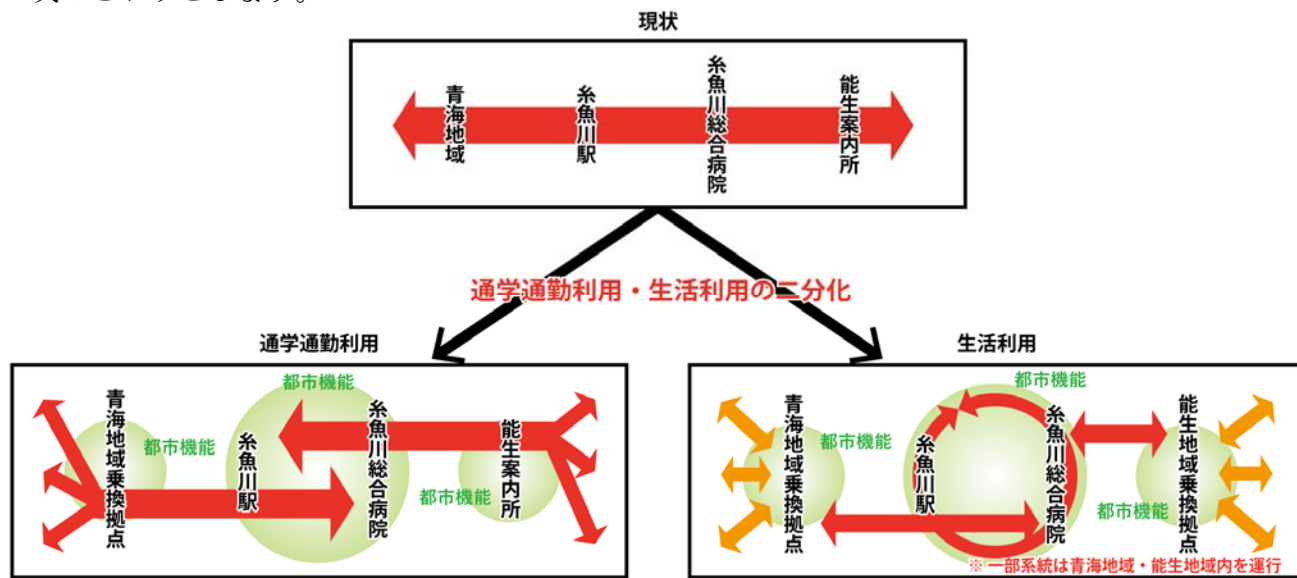 現状
青海地域
糸魚川駅
糸魚川総合病院
能生案内所
通学通勤利用・生活利用の二分化
通学通勤利用
都市機能
青海地域乗換拠点
都市機能
糸魚川駅
糸魚川総合病院
都市機能
能生案内所
生活利用
都市機能
青海地域乗換拠点
都市機能
糸魚川駅
糸魚川総合病院
都市機能
能生地域乗換拠点
※ 一部系統は青海地域・能生地域内を運行